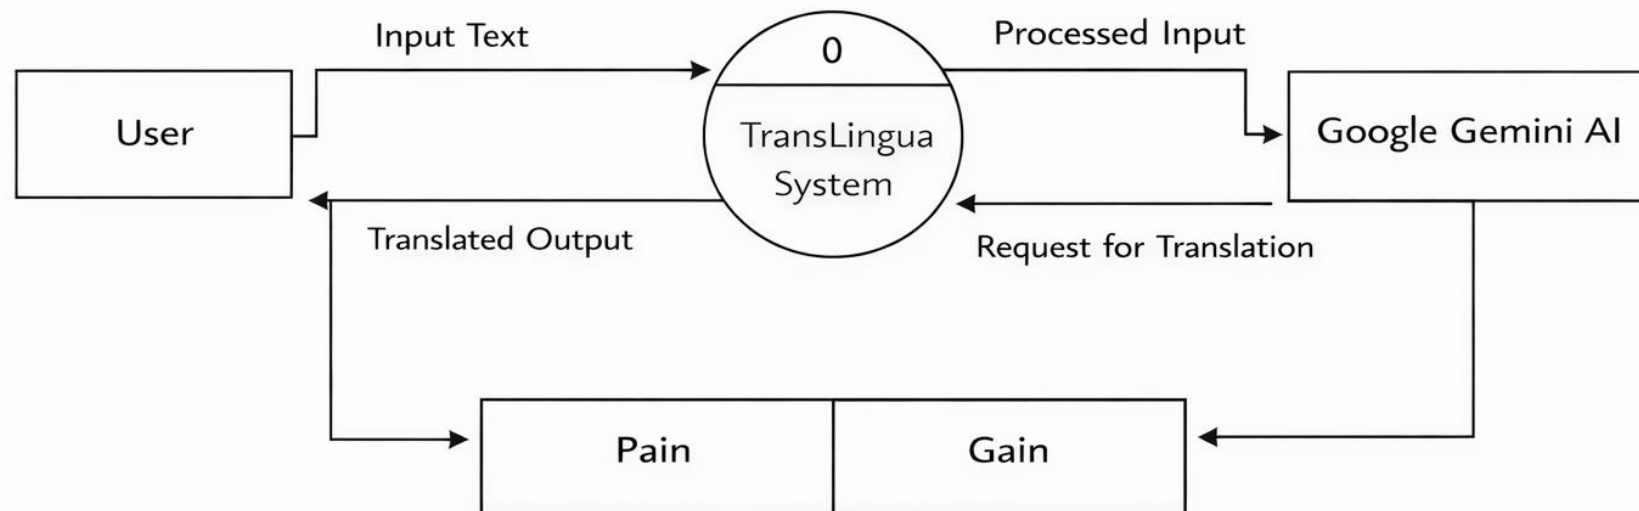 Input Text
0
Processed Input
User
TransLingua
System
Google Gemini AI
Translated Output
Request for Translation
Pain
Gain